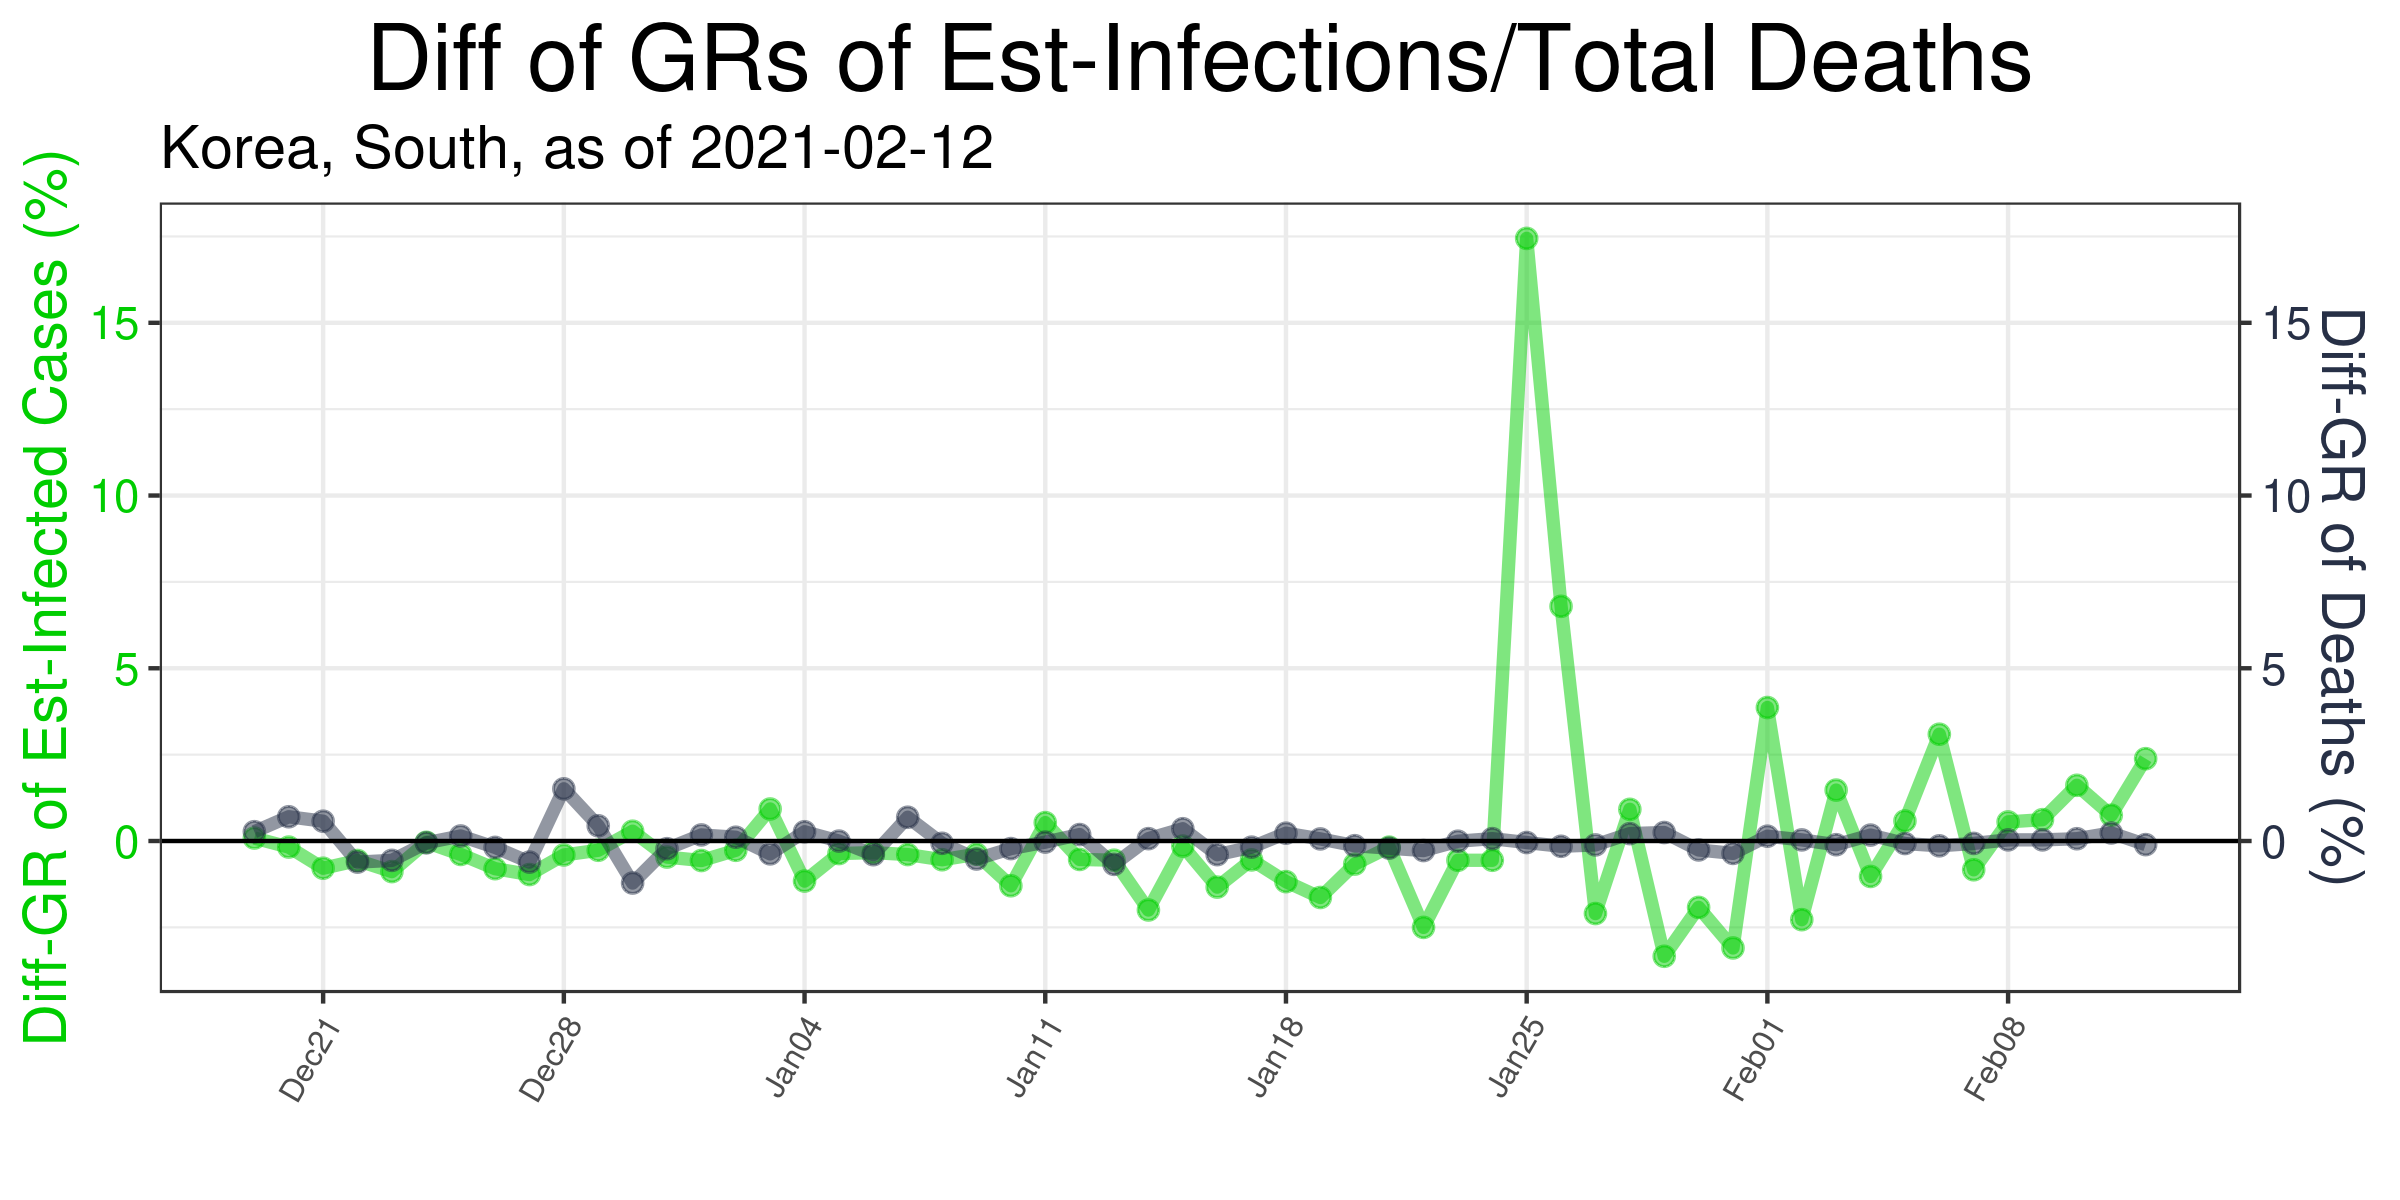 Diff of GRs of Est-Infections/Total Deaths
Korea, South, as of 2021-02-12
Diff-GR of Est-Infected Cases (%)
15
10
5
0
15
10
5
0
Diff-GR of Deaths (%)
Dec21
Dec28
Jan04
Jan11
Jan18
Jan25
Feb01
Feb08